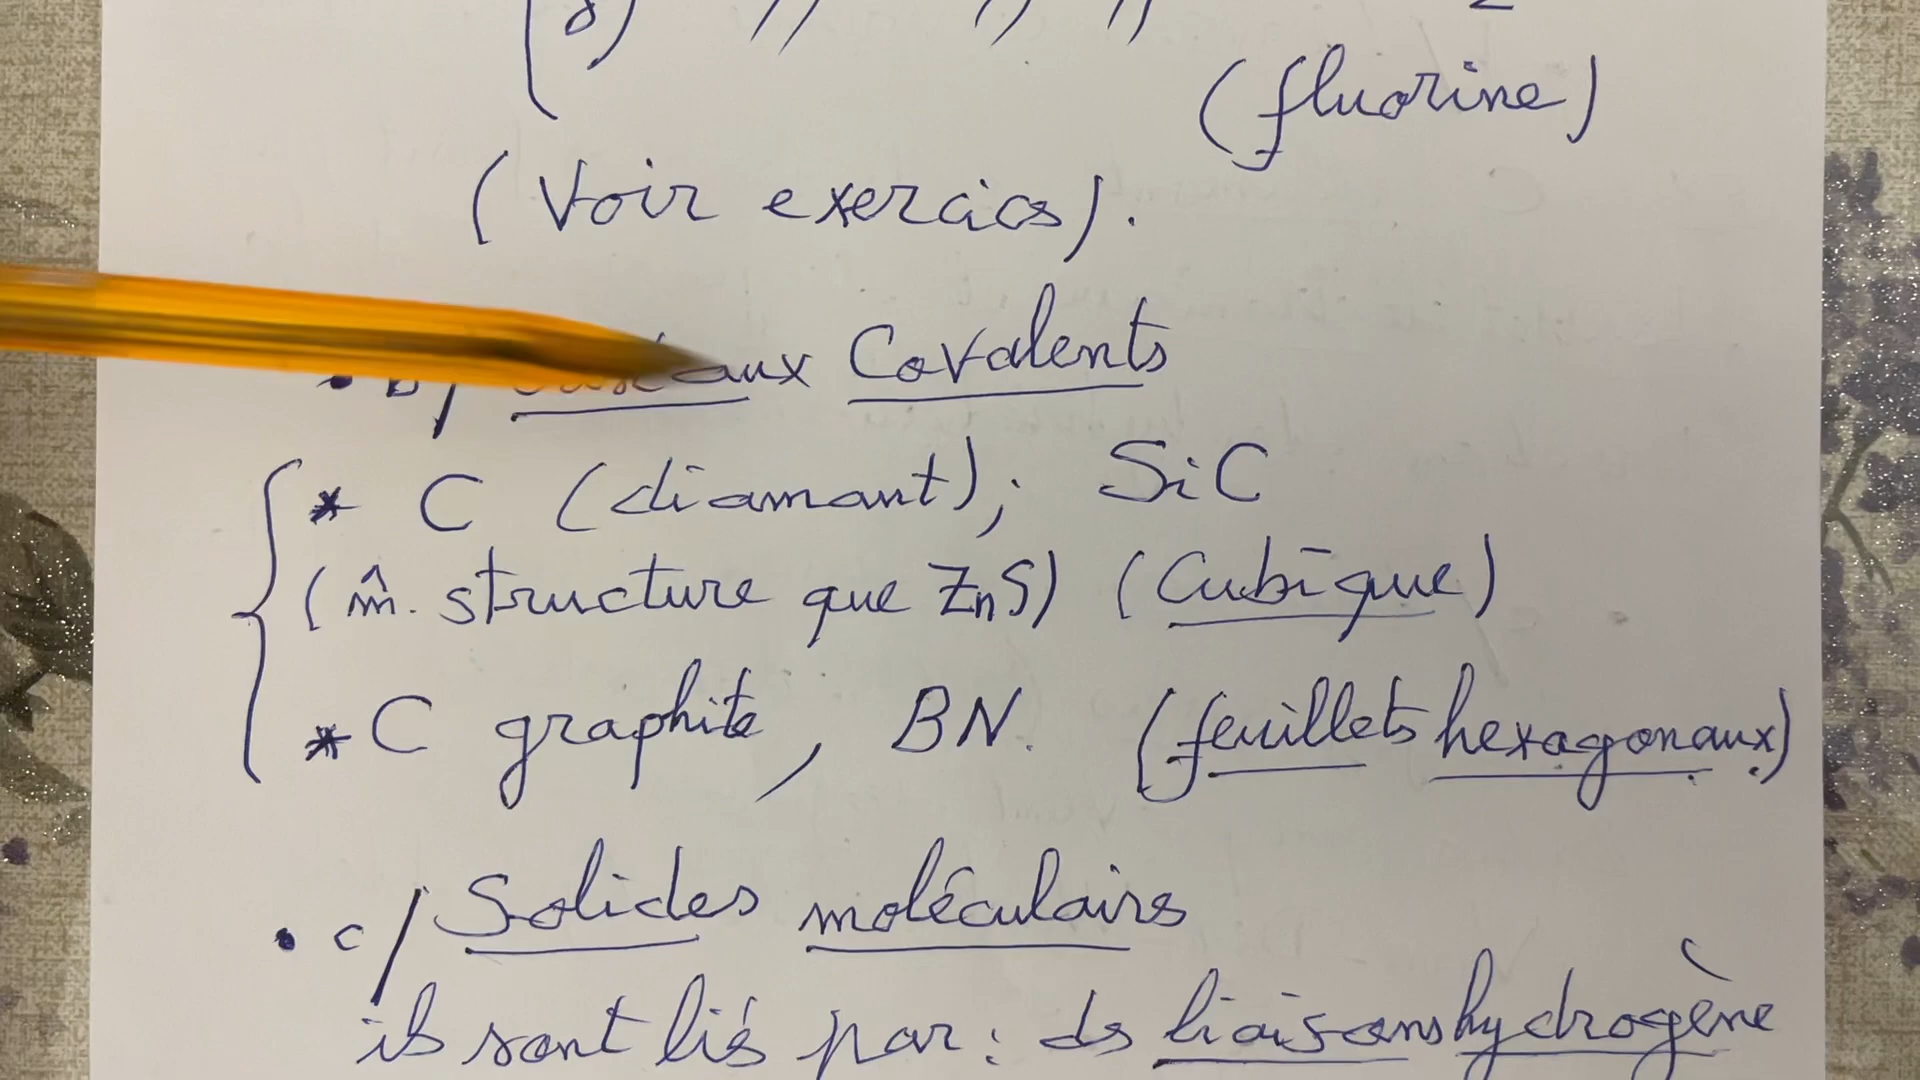 (fluorine)
(Voir exercices).
Covalents
* C (diamant); SiC
(m̂. structure que ZnS) (Cubique)
* C graphite, BN. (feuillets hexagonaux)
• c/ Solides moléculaires
ils sont liés par : des liaisons hydrogène